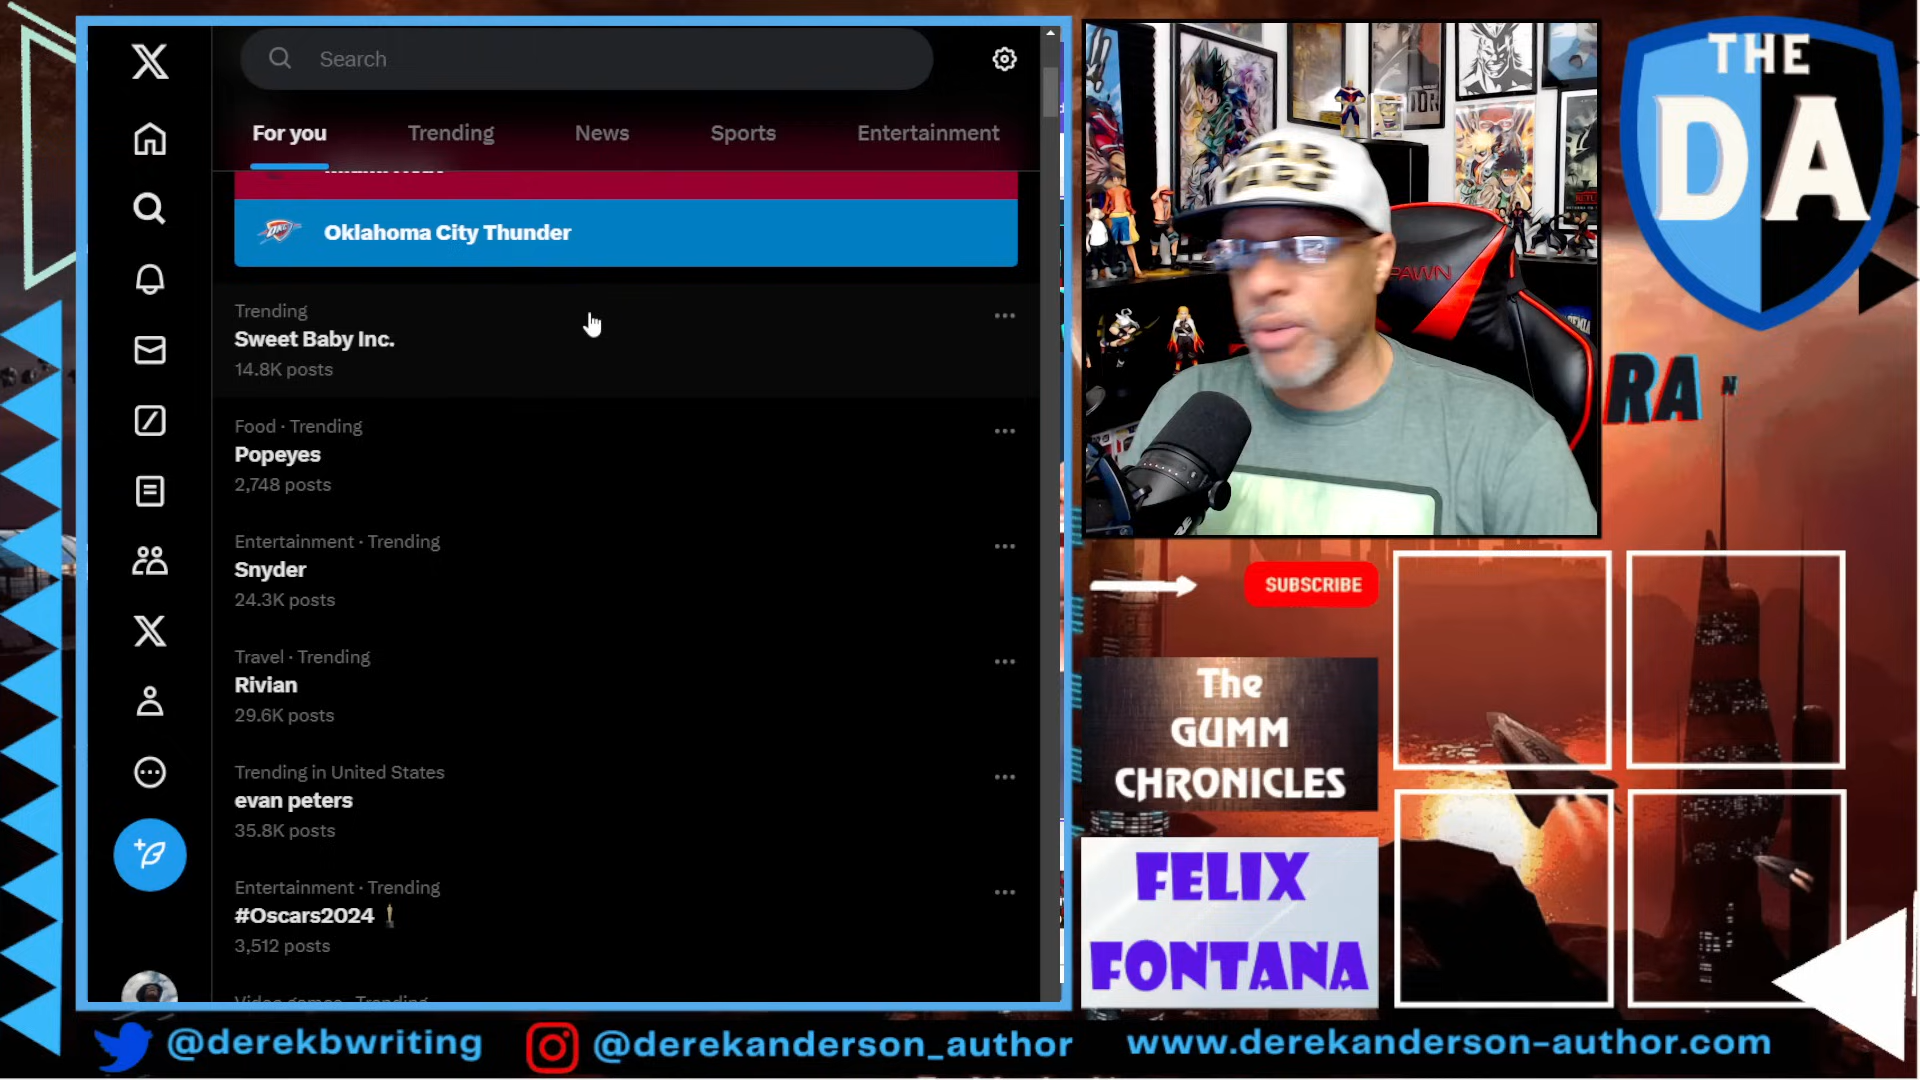 Search
For you
Trending
News
Sports
Entertainment
Oklahoma City Thunder
Trending
Sweet Baby Inc.
14.8K posts
Food · Trending
Popeyes
2,748 posts
Entertainment · Trending
Snyder
24.3K posts
Travel · Trending
Rivian
29.6K posts
Trending in United States
evan peters
35.8K posts
Entertainment · Trending
#Oscars2024
3,512 posts
Video games · Trending
THE
DA
RA N
SUBSCRIBE
The
GUMM
CHRONICLES
FELIX
FONTANA
@derekbwriting
@derekanderson_author
www.derekanderson-author.com